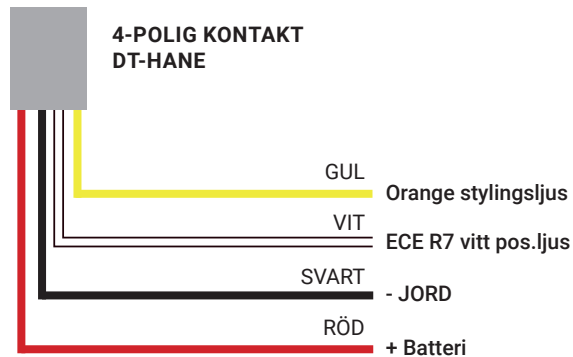 4-POLIG KONTAKT
DT-HANE
GUL
Orange stylingsljus
VIT
ECE R7 vitt pos.ljus
SVART
- JORD
RÖD
+ Batteri